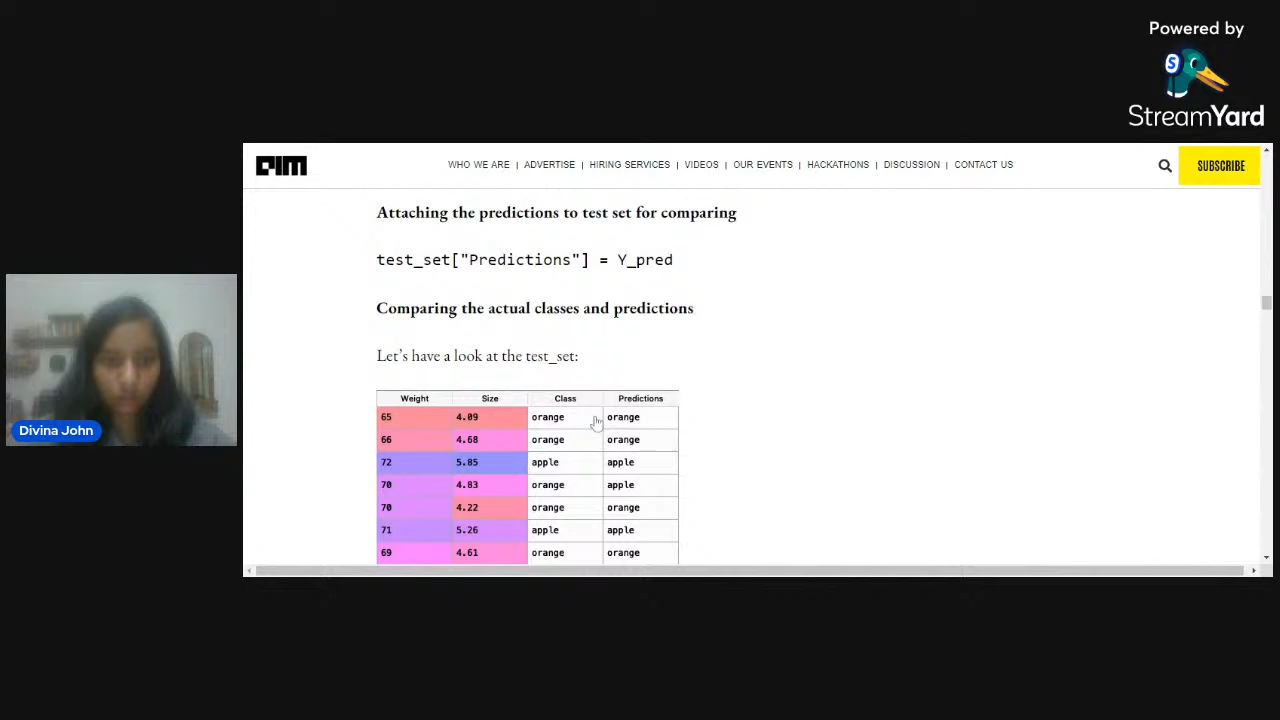 Powered by
S
StreamYard
AIM
WHO WE ARE | ADVERTISE | HIRING SERVICES | VIDEOS | OUR EVENTS | HACKATHONS | DISCUSSION | CONTACT US
SUBSCRIBE
Attaching the predictions to test set for comparing
test_set["Predictions"] = Y_pred
Comparing the actual classes and predictions
Let's have a look at the test_set:
Weight Size Class Predictions
65 4.09 orange orange
66 4.68 orange orange
72 5.85 apple apple
70 4.83 orange apple
70 4.22 orange orange
71 5.26 apple apple
69 4.61 orange orange
Divina John